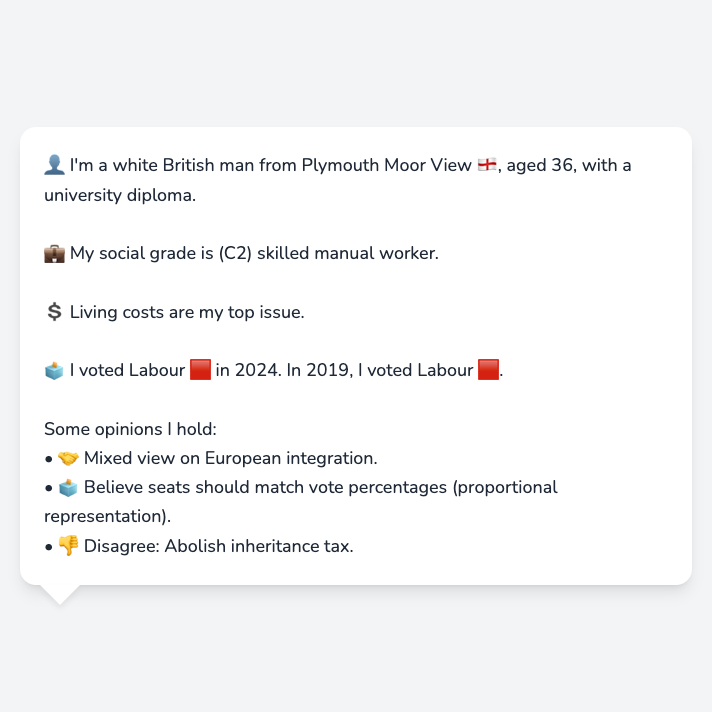 👤 I'm a white British man from Plymouth Moor View 🏴󠁧󠁢󠁥󠁮󠁧󠁿, aged 36, with a
university diploma.
💼 My social grade is (C2) skilled manual worker.
💲 Living costs are my top issue.
🗳️ I voted Labour 🟥 in 2024. In 2019, I voted Labour 🟥.
Some opinions I hold:
• 🤝 Mixed view on European integration.
• 🗳️ Believe seats should match vote percentages (proportional
representation).
• 👎 Disagree: Abolish inheritance tax.